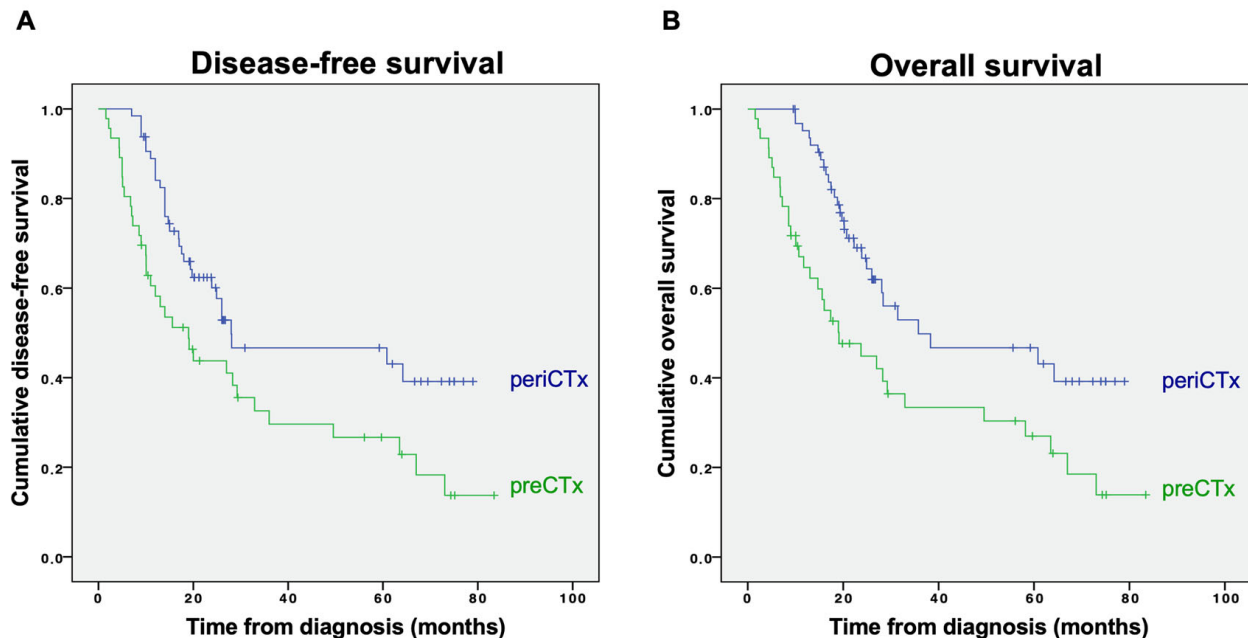 A
Disease-free survival
Cumulative disease-free survival
1.0
0.8
0.6
0.4
0.2
0.0
periCTx
preCTx
0 20 40 60 80 100
Time from diagnosis (months)
B
Overall survival
Cumulative overall survival
1.0
0.8
0.6
0.4
0.2
0.0
periCTx
preCTx
0 20 40 60 80 100
Time from diagnosis (months)